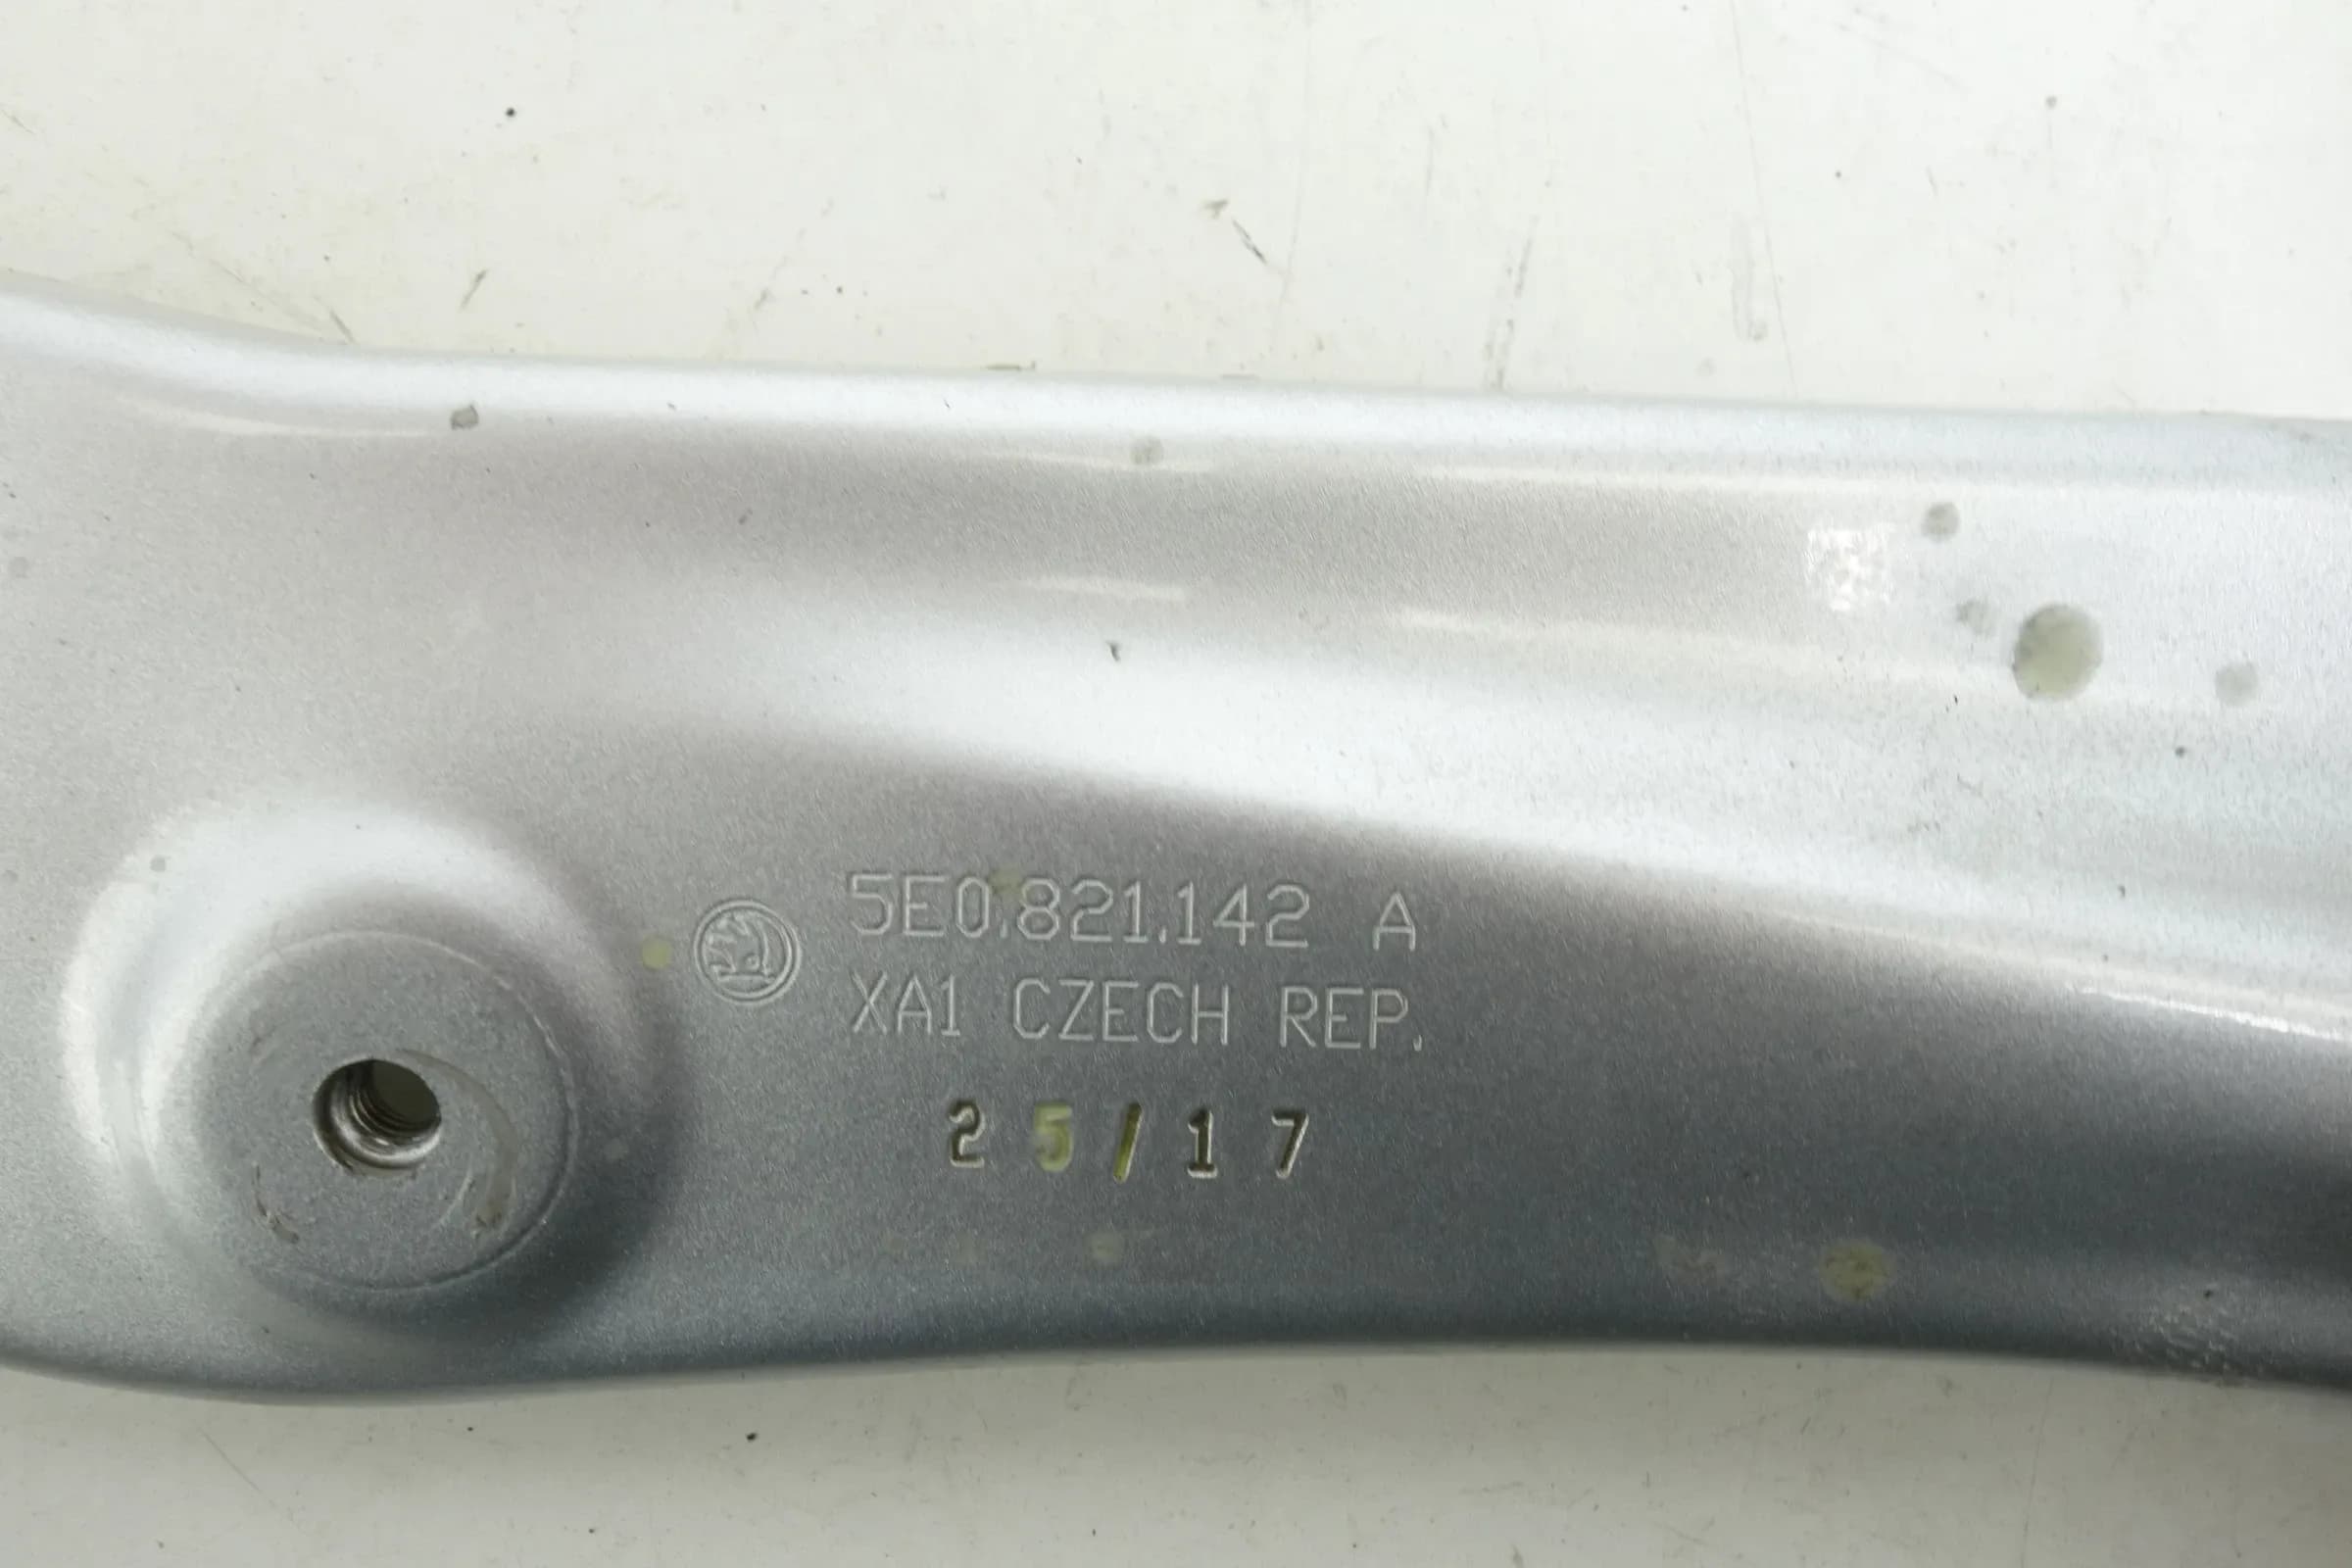 5E0.821.142 A
XA1 CZECH REP.
25/17